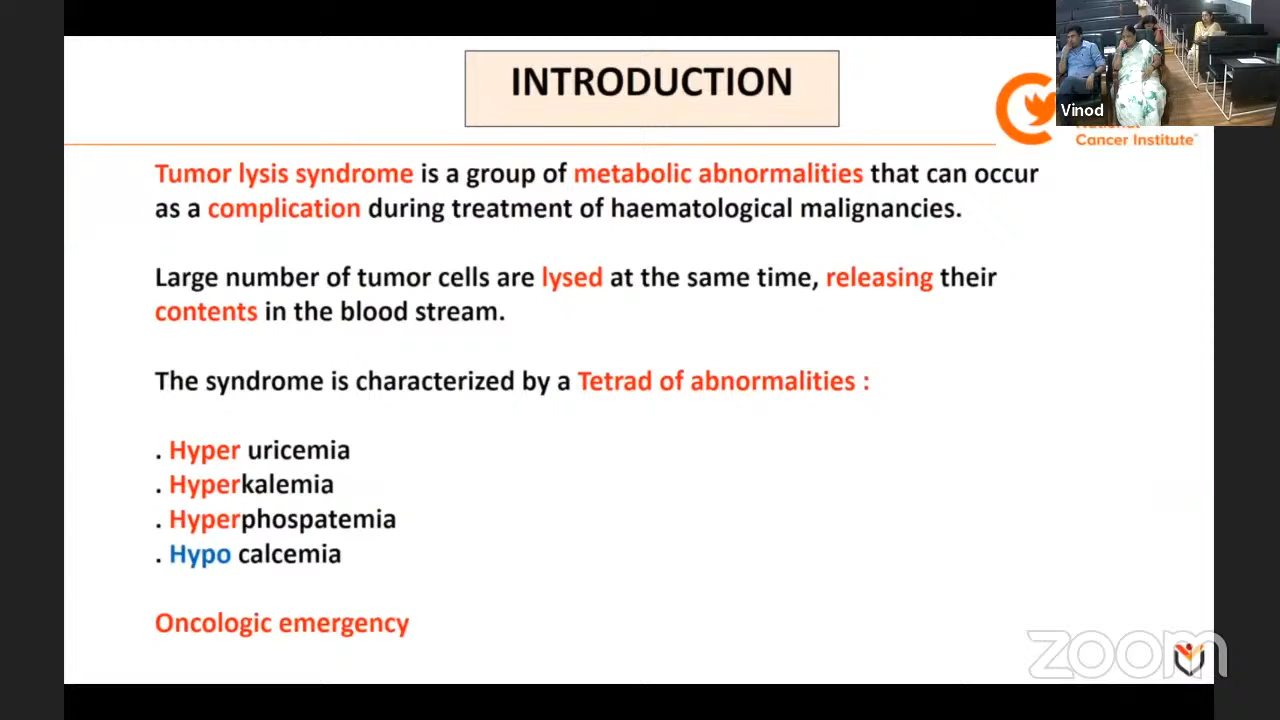 INTRODUCTION
Vinod
Cancer Institute
Tumor lysis syndrome is a group of metabolic abnormalities that can occur
as a complication during treatment of haematological malignancies.
Large number of tumor cells are lysed at the same time, releasing their
contents in the blood stream.
The syndrome is characterized by a Tetrad of abnormalities :
. Hyper uricemia
. Hyperkalemia
. Hyperphospatemia
. Hypo calcemia
Oncologic emergency
zoom